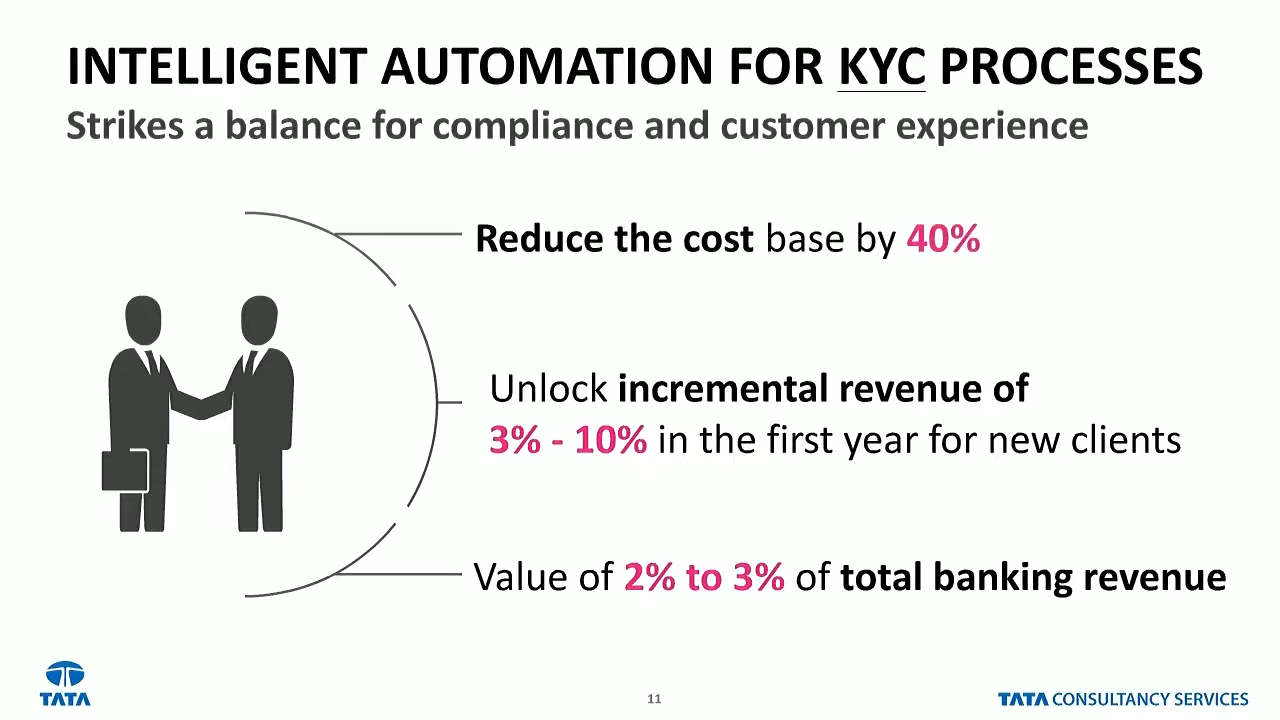 INTELLIGENT AUTOMATION FOR KYC PROCESSES
Strikes a balance for compliance and customer experience
Reduce the cost base by 40%
Unlock incremental revenue of
3% - 10% in the first year for new clients
Value of 2% to 3% of total banking revenue
TATA
11
TATA CONSULTANCY SERVICES